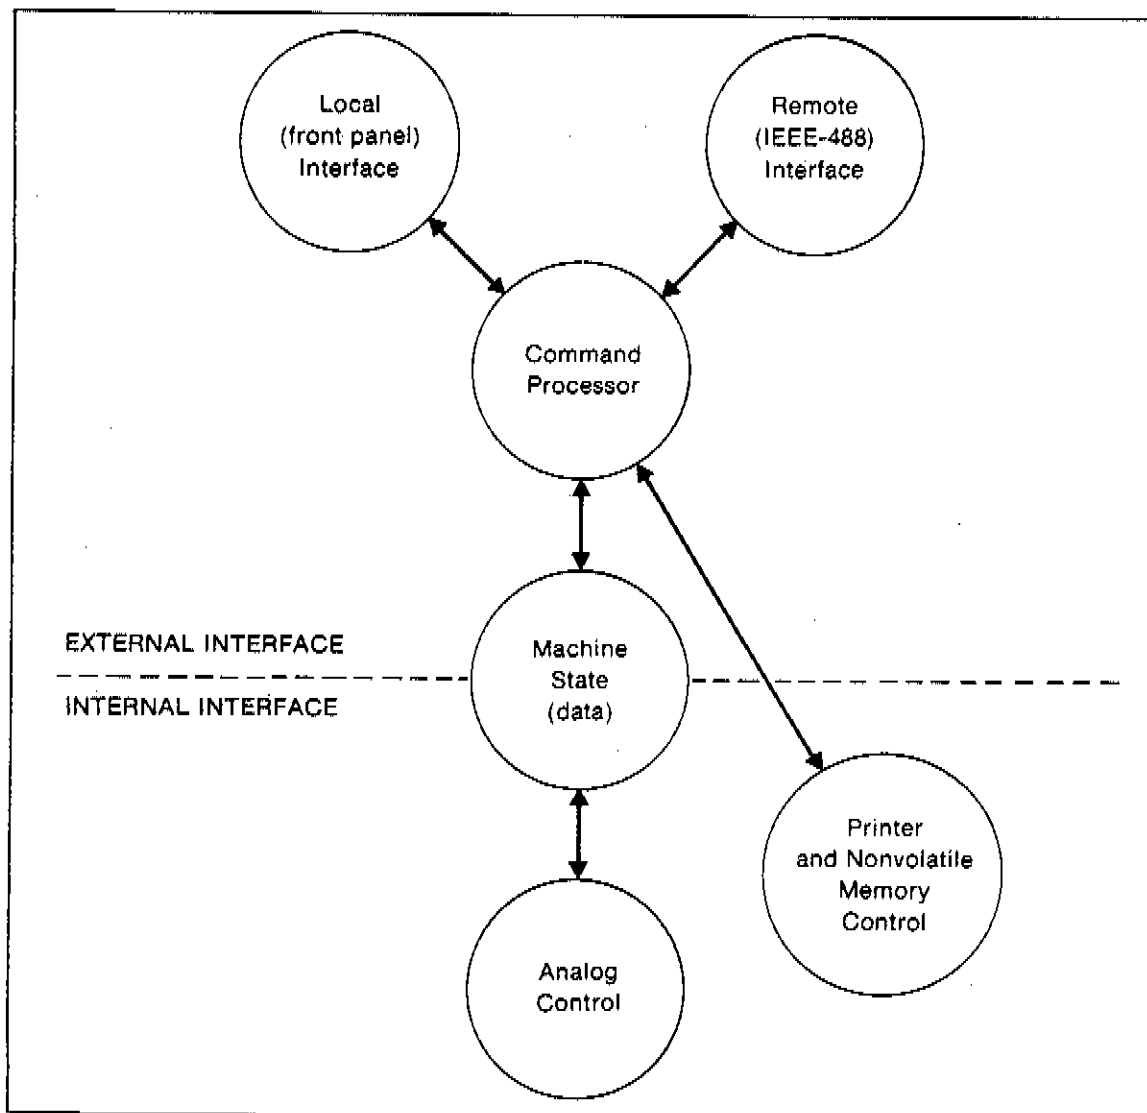 Local
(front panel)
Interface
Remote
(IEEE-488)
Interface
Command
Processor
EXTERNAL INTERFACE
INTERNAL INTERFACE
Machine
State
(data)
Printer
and Nonvolatile
Memory
Control
Analog
Control